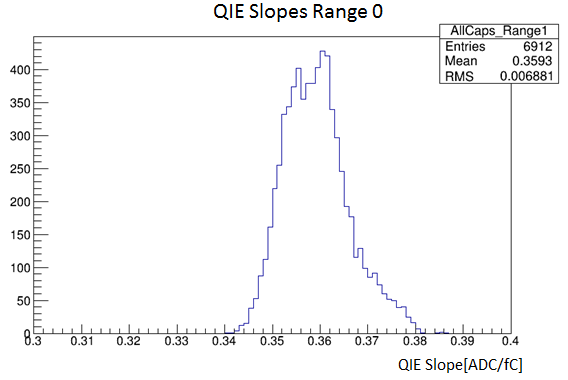 QIE Slopes Range 0
AllCaps_Range1
Entries 6912
Mean 0.3593
RMS 0.006881
400
350
300
250
200
150
100
50
0
0.3 0.31 0.32 0.33 0.34 0.35 0.36 0.37 0.38 0.39 0.4
QIE Slope[ADC/fC]